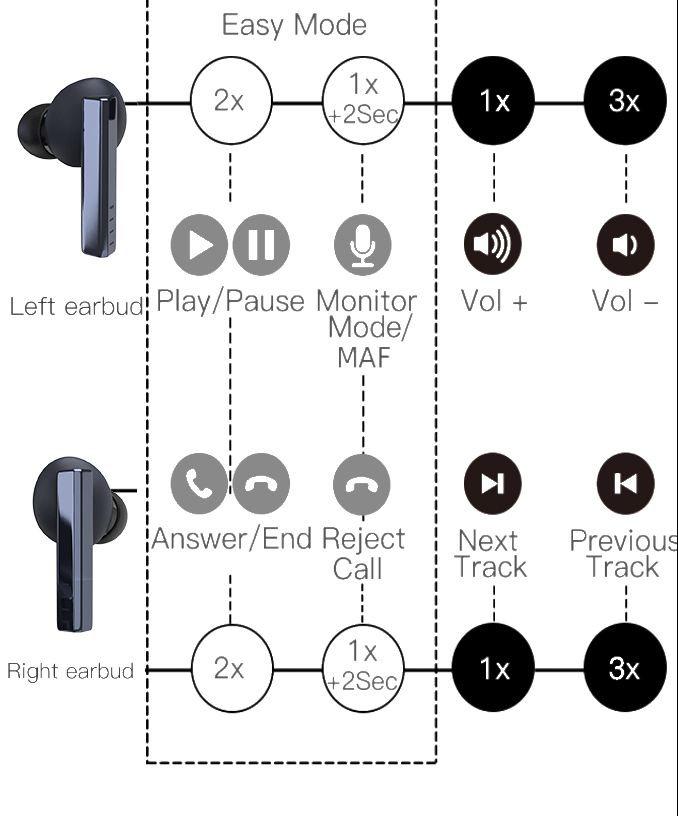 Easy Mode
2x
1x
+2Sec
1x
3x
Left earbud
Play/Pause
Monitor
Mode/
MAF
Vol +
Vol –
Answer/End
Reject
Call
Next
Track
Previous
Track
Right earbud
2x
1x
+2Sec
1x
3x